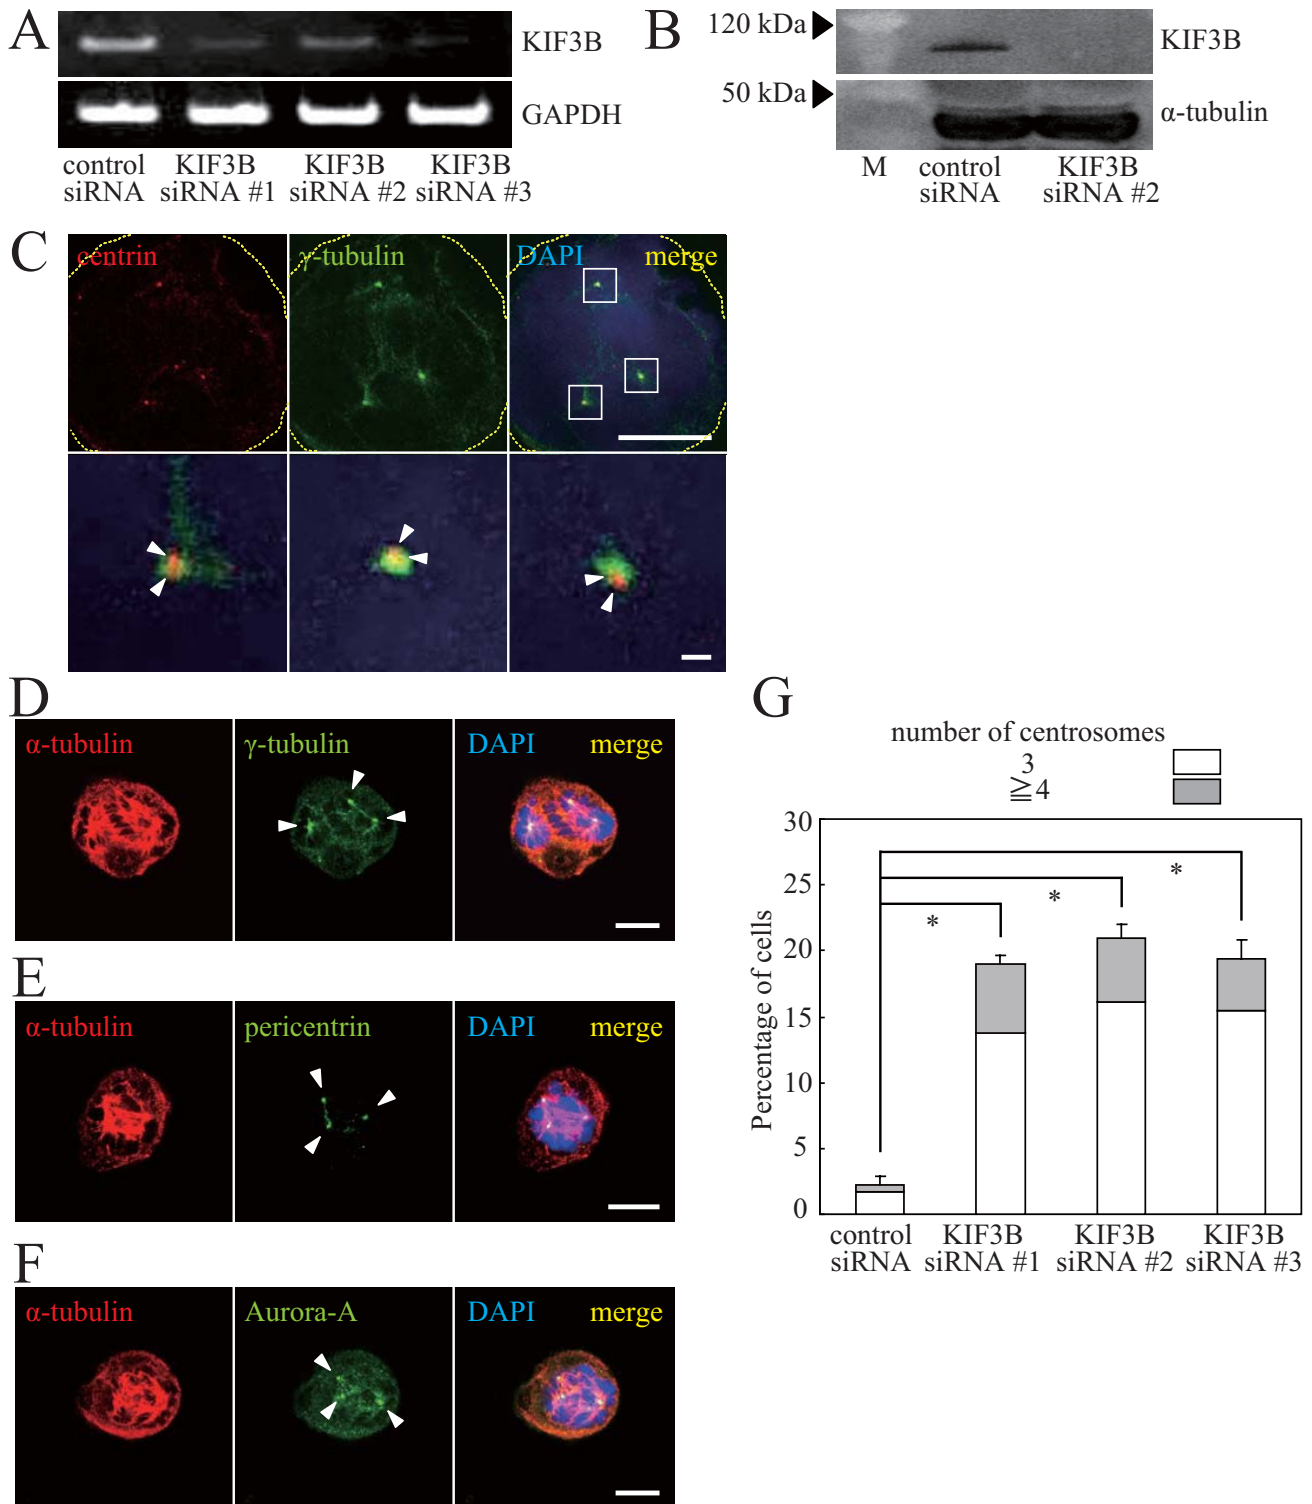 A
KIF3B
GAPDH
control siRNA
KIF3B siRNA #1
KIF3B siRNA #2
KIF3B siRNA #3
B
120 kDa
KIF3B
50 kDa
α-tubulin
M
control siRNA
KIF3B siRNA #2
C
centrin
γ-tubulin
DAPI merge
D
α-tubulin
γ-tubulin
DAPI merge
E
α-tubulin
pericentrin
DAPI merge
F
α-tubulin
Aurora-A
DAPI merge
G
number of centrosomes
3
≧4
Percentage of cells
30
25
20
15
10
5
0
*
*
*
control siRNA
KIF3B siRNA #1
KIF3B siRNA #2
KIF3B siRNA #3